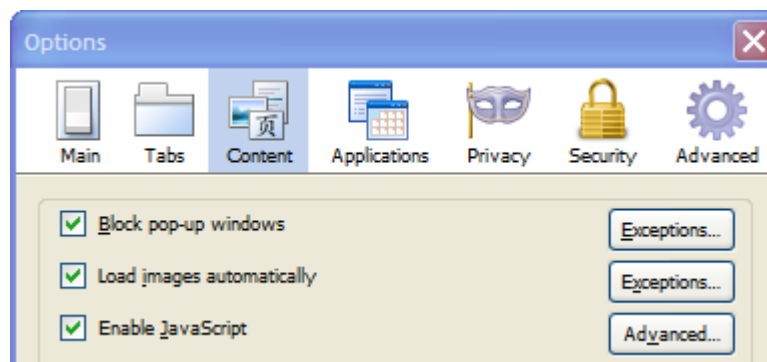 Options
页
Main Tabs Content Applications Privacy Security Advanced
Block pop-up windows Exceptions...
Load images automatically Exceptions...
Enable JavaScript Advanced...